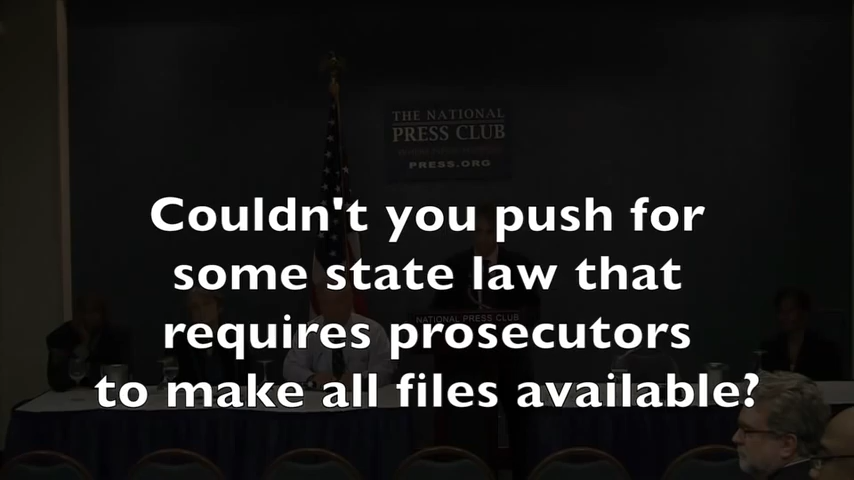 THE NATIONAL
PRESS CLUB
PRESS.ORG
Couldn't you push for
some state law that
NATIONAL PRESS CLUB
requires prosecutors
to make all files available?